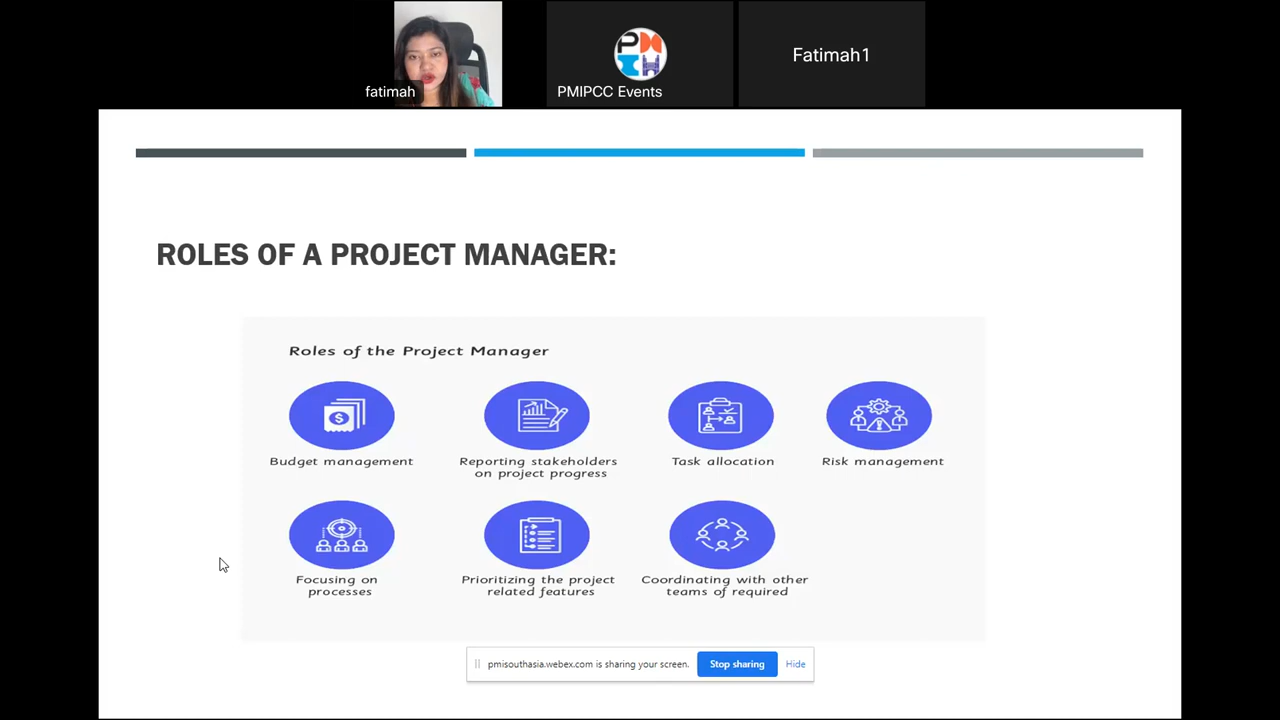 fatimah
PMIPCC Events
Fatimah1
ROLES OF A PROJECT MANAGER:
Roles of the Project Manager
Budget management
Reporting stakeholders
on project progress
Task allocation
Risk management
Focusing on
processes
Prioritizing the project
related features
Coordinating with other
teams of required
pmisouthasia.webex.com is sharing your screen.
Stop sharing
Hide